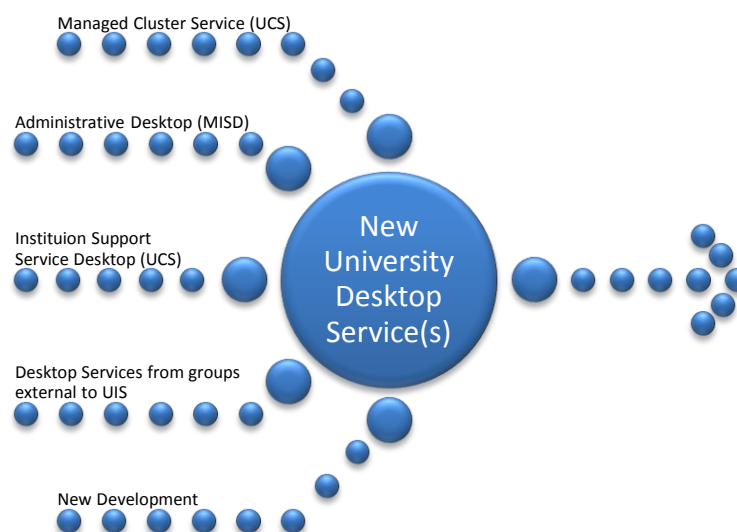 Managed Cluster Service (UCS)
Administrative Desktop (MISD)
Instituion Support
Service Desktop (UCS)
New
University
Desktop
Service(s)
Desktop Services from groups
external to UIS
New Development